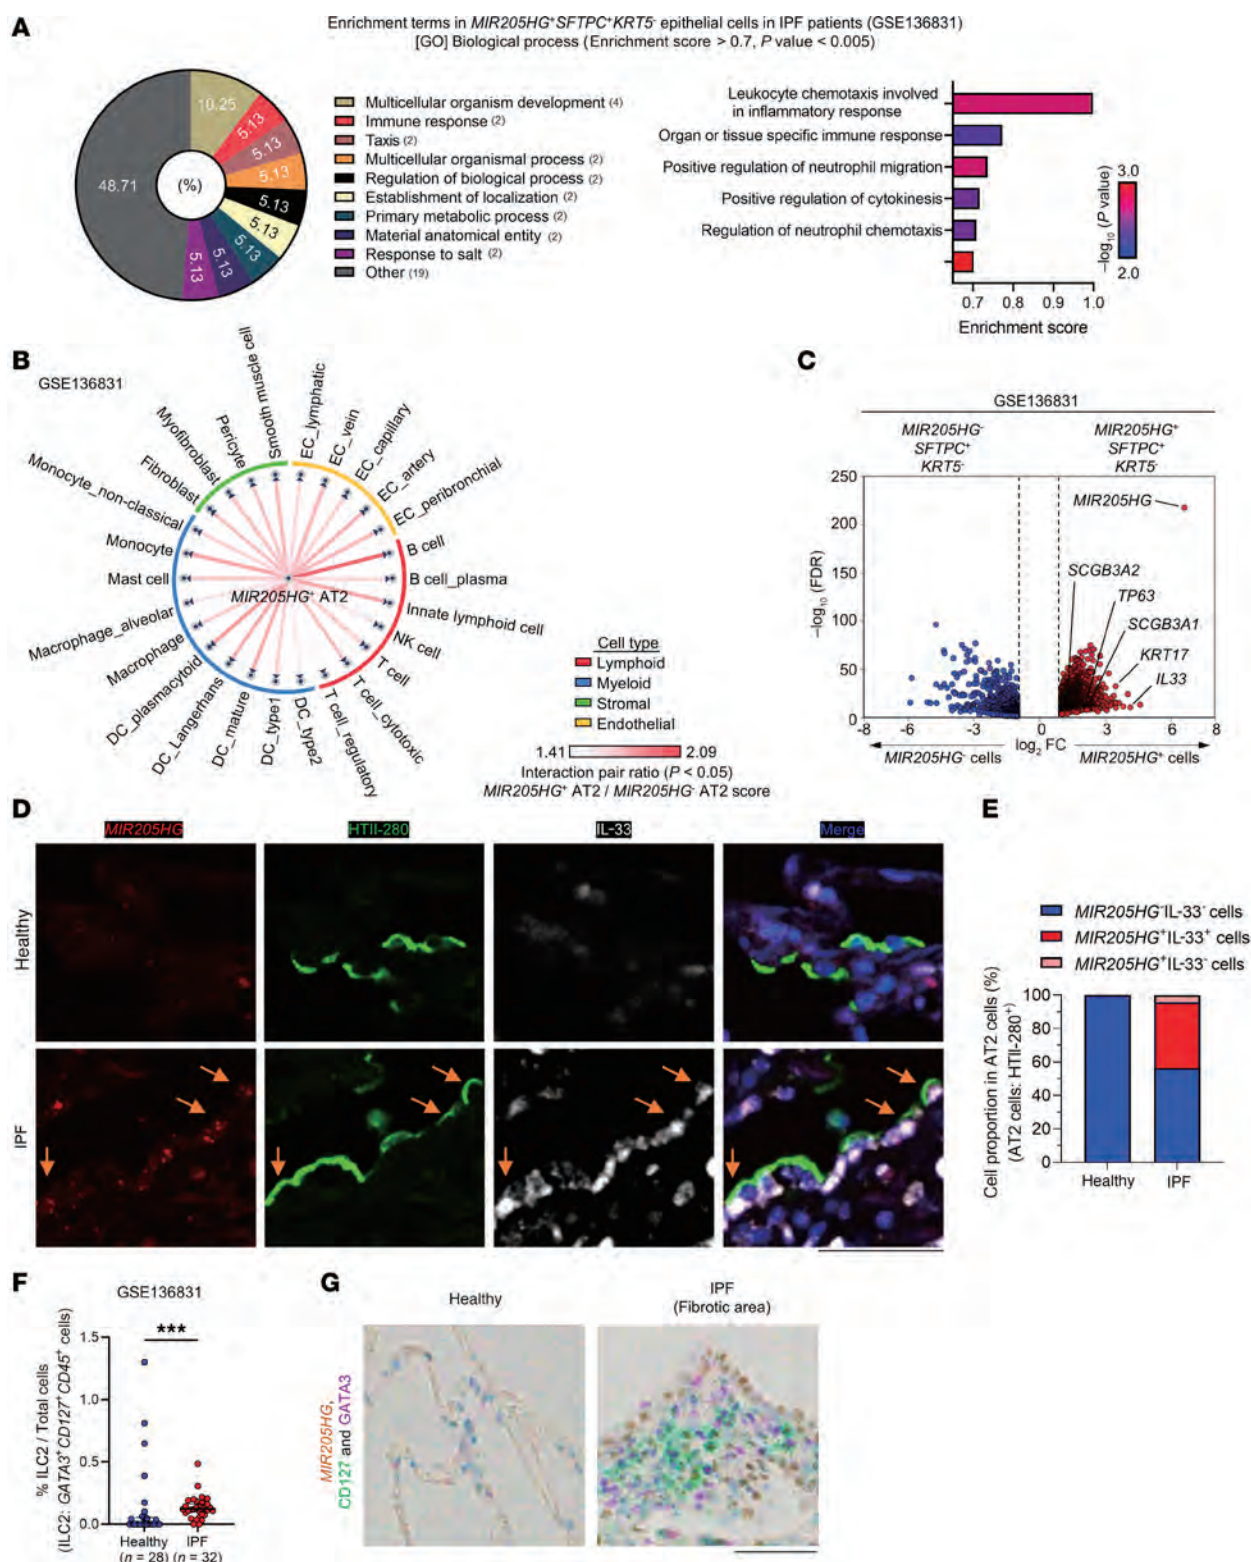 A
Enrichment terms in MIR205HG⁺SFTPC⁺KRT5⁻ epithelial cells in IPF patients (GSE136831)
[GO] Biological process (Enrichment score > 0.7, P value < 0.005)
10.25
5.13
5.13
5.13
5.13
5.13
5.13
5.13
5.13
48.71
(%)
Multicellular organism development (4)
Immune response (2)
Taxis (2)
Multicellular organismal process (2)
Regulation of biological process (2)
Establishment of localization (2)
Primary metabolic process (2)
Material anatomical entity (2)
Response to salt (2)
Other (19)
Leukocyte chemotaxis involved
in inflammatory response
Organ or tissue specific immune response
Positive regulation of neutrophil migration
Positive regulation of cytokinesis
Regulation of neutrophil chemotaxis
0.7 0.8 0.9 1.0
Enrichment score
3.0
2.0
−log₁₀ (P value)
B
GSE136831
Smooth muscle cell
EC_lymphatic
EC_vein
EC_capillary
EC_artery
EC_peribronchial
B cell
B cell_plasma
Innate lymphoid cell
NK cell
T cell
T cell_cytotoxic
T cell_regulatory
DC_type2
DC_type1
DC_mature
DC_Langerhans
DC_plasmacytoid
Macrophage
Macrophage_alveolar
Mast cell
Monocyte
Monocyte_non-classical
Fibroblast
Myofibroblast
Pericyte
MIR205HG⁺ AT2
Cell type
Lymphoid
Myeloid
Stromal
Endothelial
1.41 2.09
Interaction pair ratio (P < 0.05)
MIR205HG⁺ AT2 / MIR205HG⁻ AT2 score
C
GSE136831
MIR205HG⁻
SFTPC⁺
KRT5⁻
MIR205HG⁺
SFTPC⁺
KRT5⁻
250
200
150
100
50
0
−log₁₀ (FDR)
MIR205HG
SCGB3A2
TP63
SCGB3A1
KRT17
IL33
-8 -6 -3 0 3 6 8
log₂ FC
MIR205HG⁻ cells
MIR205HG⁺ cells
D
MIR205HG
HTII-280
IL-33
Merge
Healthy
IPF
E
MIR205HG⁻IL-33⁻ cells
MIR205HG⁺IL-33⁺ cells
MIR205HG⁺IL-33⁻ cells
Cell proportion in AT2 cells (%)
(AT2 cells: HTII-280⁺)
100
80
60
40
20
0
Healthy IPF
F
GSE136831
***
% ILC2 / Total cells
(ILC2: GATA3⁺CD127⁺CD45⁺ cells)
1.5
1.0
0.5
0.0
Healthy IPF
(n = 28) (n = 32)
G
Healthy
IPF
(Fibrotic area)
MIR205HG,
CD127 and GATA3